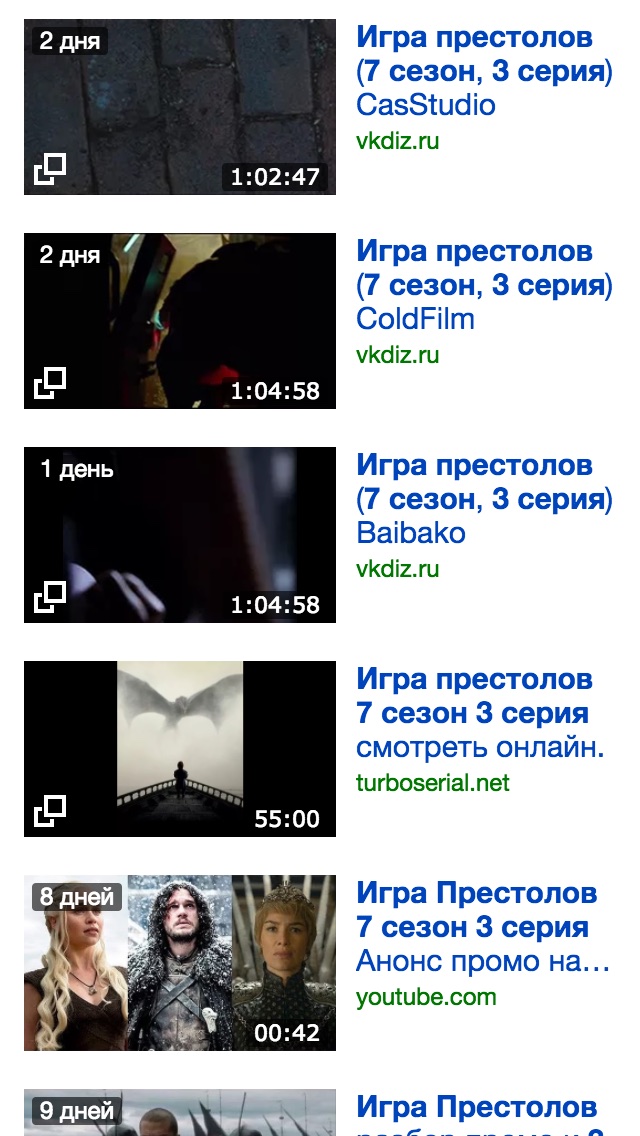 2 дня
1:02:47
Игра престолов
(7 сезон, 3 серия)
CasStudio
vkdiz.ru
2 дня
1:04:58
Игра престолов
(7 сезон, 3 серия)
ColdFilm
vkdiz.ru
1 день
1:04:58
Игра престолов
(7 сезон, 3 серия)
Baibako
vkdiz.ru
55:00
Игра престолов
7 сезон 3 серия
смотреть онлайн.
turboserial.net
8 дней
00:42
Игра Престолов
7 сезон 3 серия
Анонс промо на...
youtube.com
9 дней
Игра Престолов